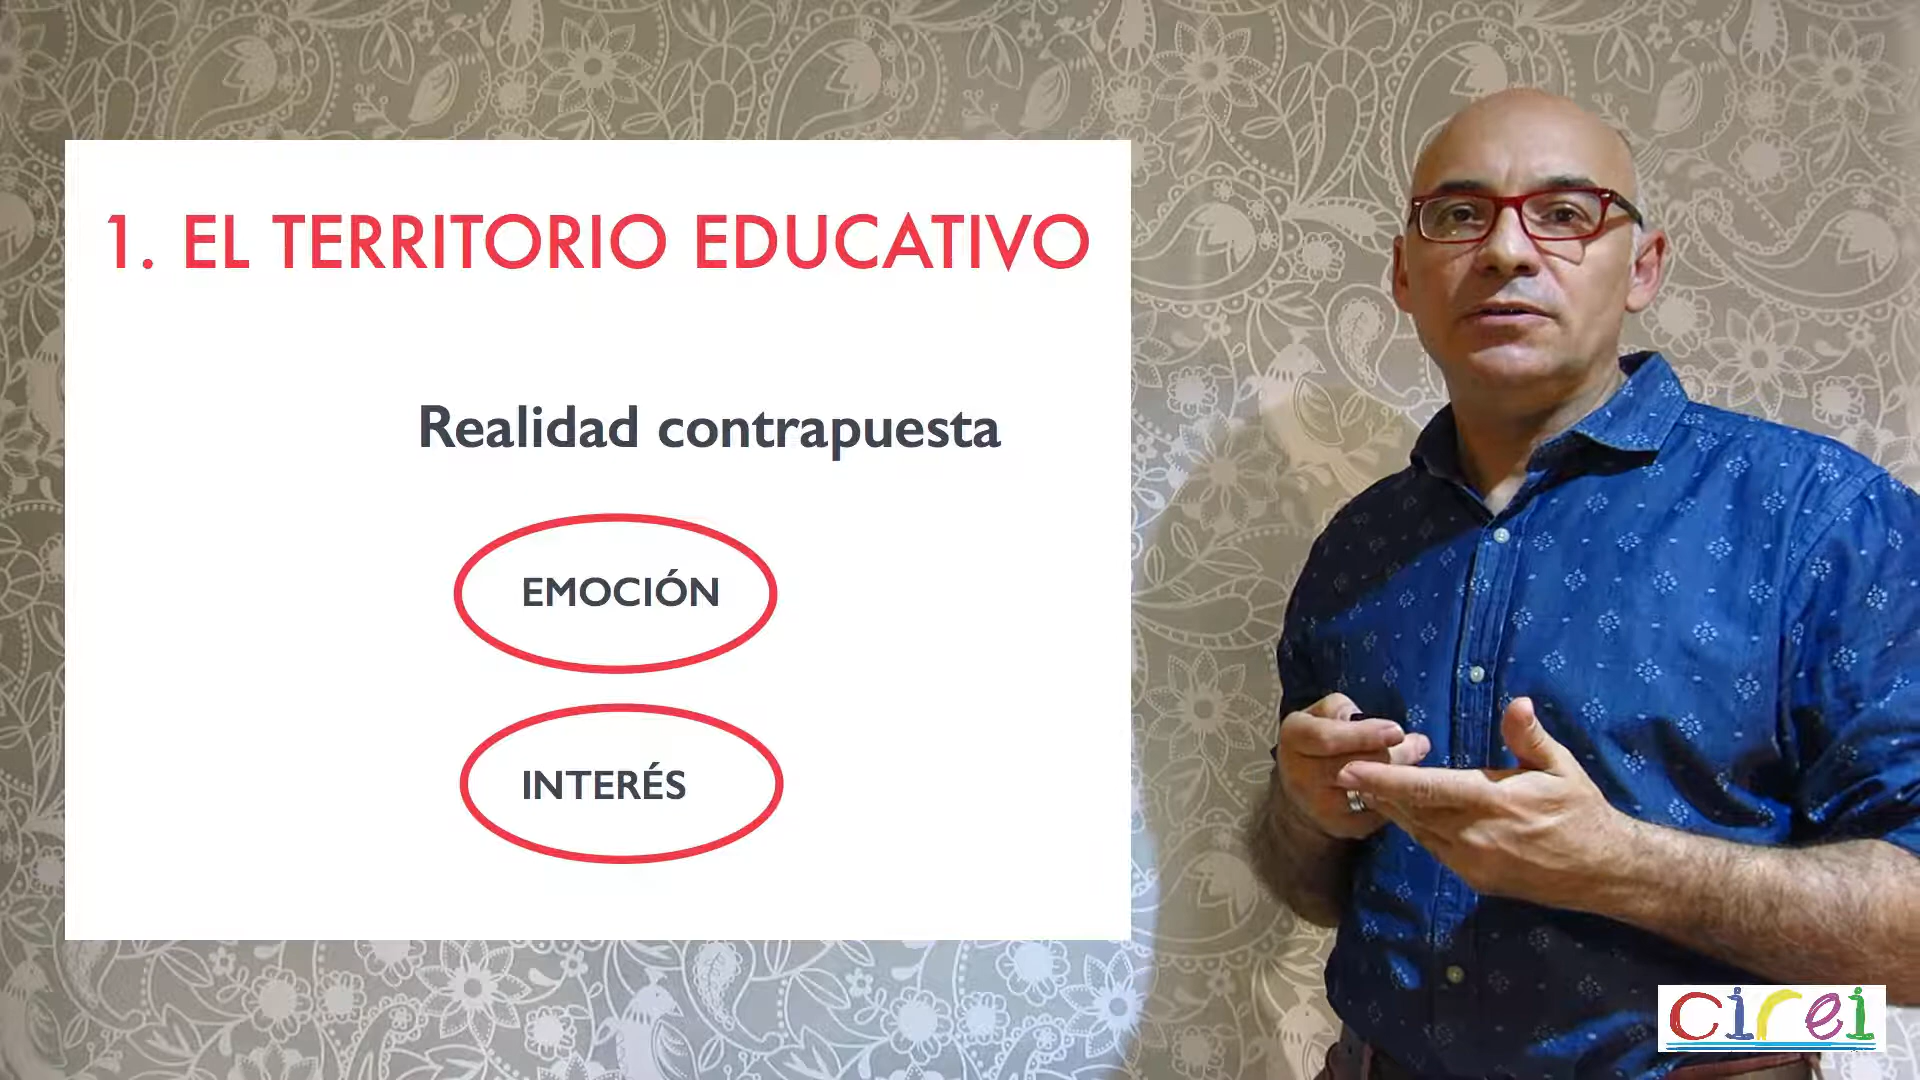 1. EL TERRITORIO EDUCATIVO
Realidad contrapuesta
EMOCIÓN
INTERÉS
cirei